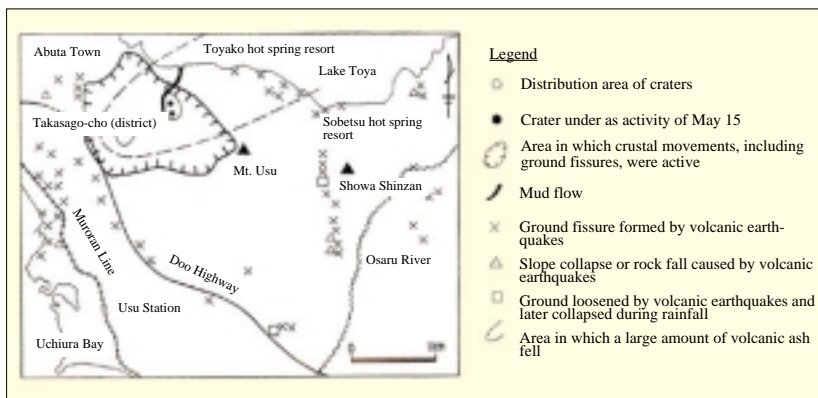 Abuta Town
Toyako hot spring resort
Lake Toya
Takasago-cho (district)
Sobetsu hot spring
resort
Mt. Usu
Showa Shinzan
Muroran Line
Doo Highway
Osaru River
Usu Station
Uchiura Bay
0
Legend
Distribution area of craters
Crater under as activity of May 15
Area in which crustal movements, including
ground fissures, were active
Mud flow
Ground fissure formed by volcanic earth-
quakes
Slope collapse or rock fall caused by volcanic
earthquakes
Ground loosened by volcanic earthquakes and
later collapsed during rainfall
Area in which a large amount of volcanic ash
fell